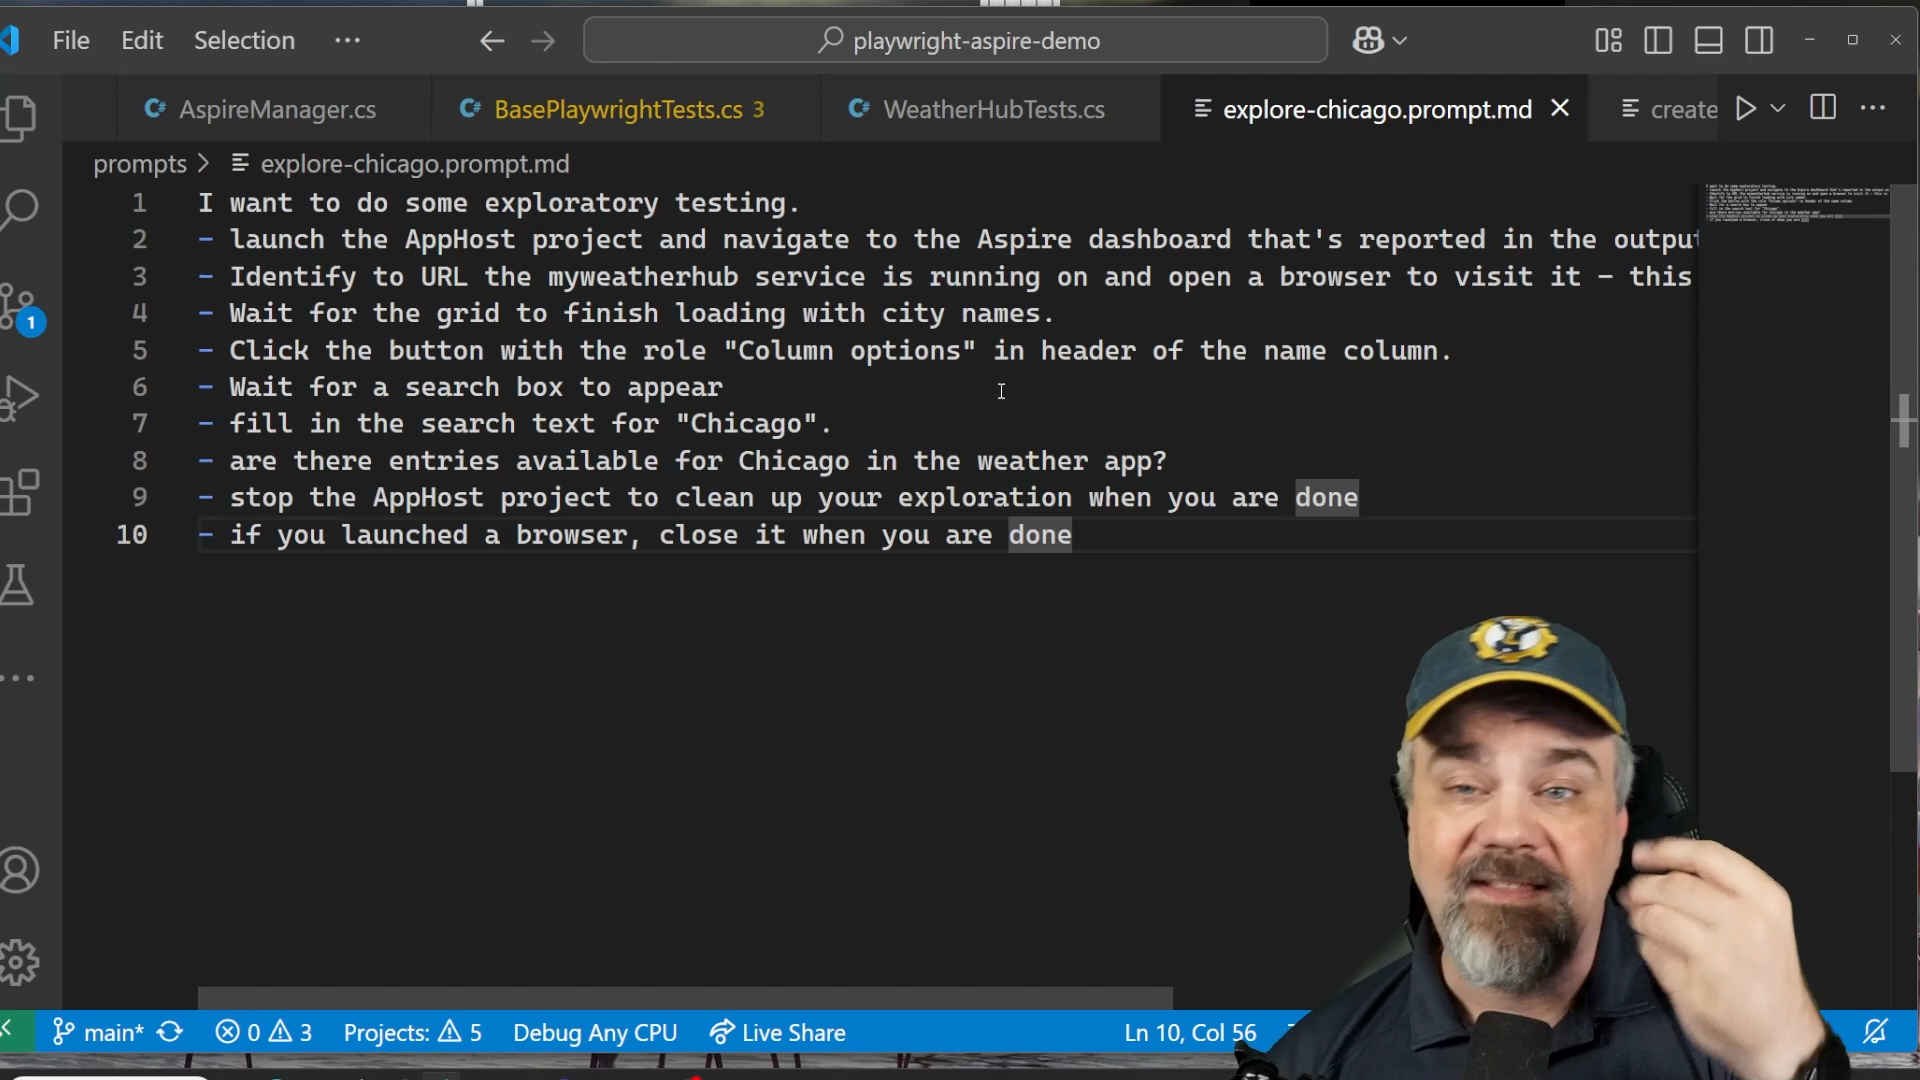 File Edit Selection ··· playwright-aspire-demo
AspireManager.cs BasePlaywrightTests.cs 3 WeatherHubTests.cs explore-chicago.prompt.md create
prompts > explore-chicago.prompt.md
1 I want to do some exploratory testing.
2 - launch the AppHost project and navigate to the Aspire dashboard that's reported in the output
3 - Identify to URL the myweatherhub service is running on and open a browser to visit it - this
4 - Wait for the grid to finish loading with city names.
5 - Click the button with the role "Column options" in header of the name column.
6 - Wait for a search box to appear
7 - fill in the search text for "Chicago".
8 - are there entries available for Chicago in the weather app?
9 - stop the AppHost project to clean up your exploration when you are done
10 - if you launched a browser, close it when you are done
1
main* 0 3 Projects: 5 Debug Any CPU Live Share Ln 10, Col 56